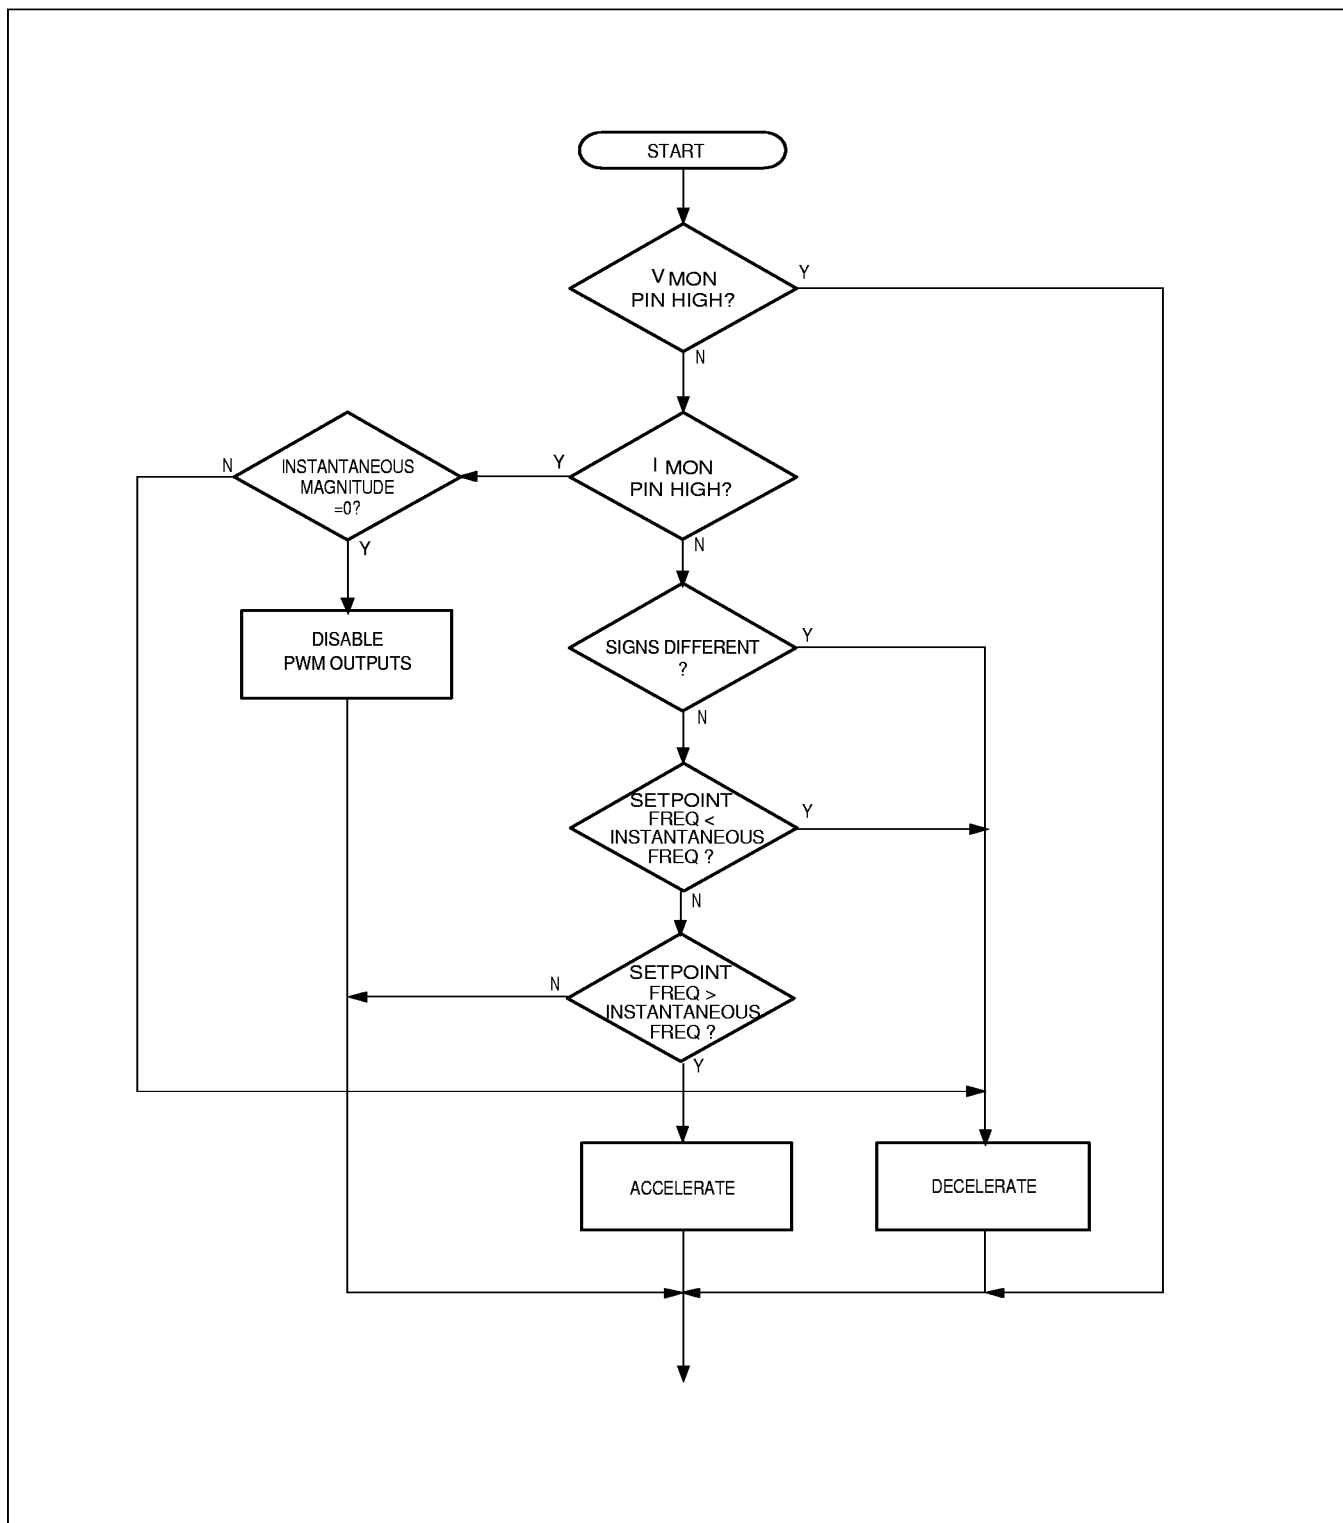 START
V MON
PIN HIGH?
Y
N
I MON
PIN HIGH?
Y
N
INSTANTANEOUS
MAGNITUDE
=0?
N
Y
DISABLE
PWM OUTPUTS
SIGNS DIFFERENT
?
Y
N
SETPOINT
FREQ <
INSTANTANEOUS
FREQ ?
Y
N
SETPOINT
FREQ >
INSTANTANEOUS
FREQ ?
N
Y
ACCELERATE
DECELERATE